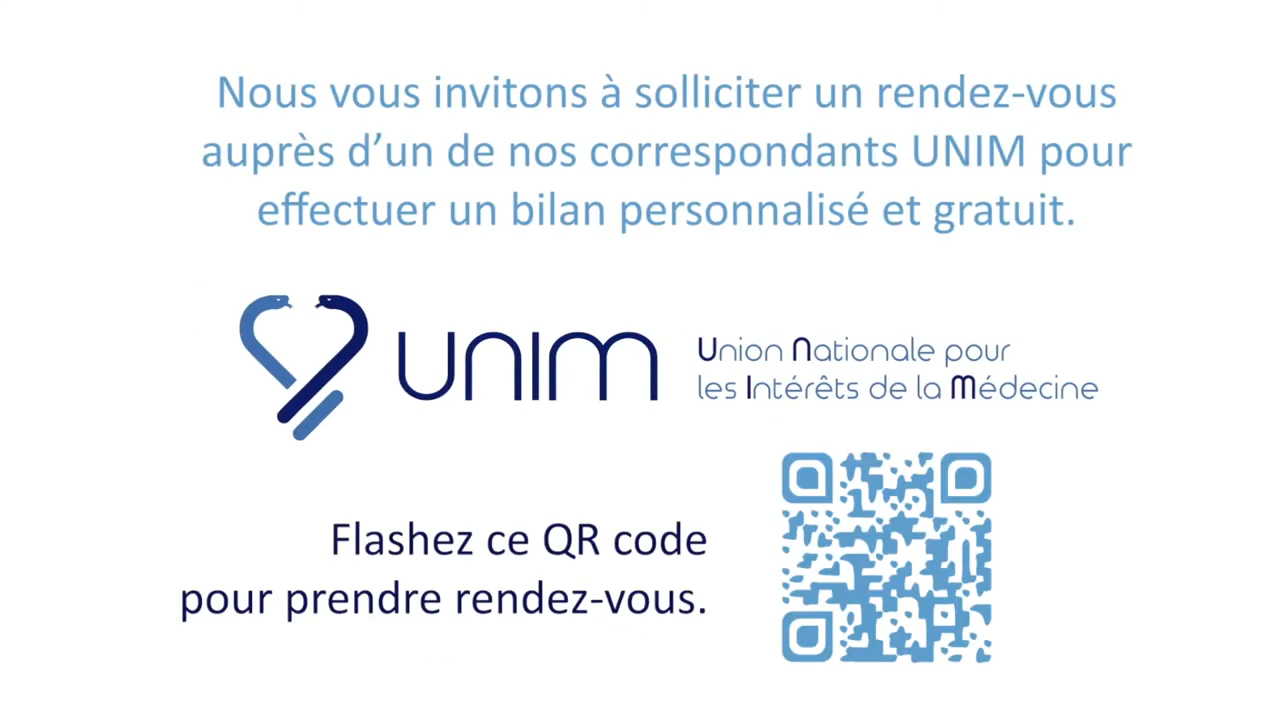 Nous vous invitons à solliciter un rendez-vous
auprès d’un de nos correspondants UNIM pour
effectuer un bilan personnalisé et gratuit.
UNIM
Union Nationale pour
les Intérêts de la Médecine
Flashez ce QR code
pour prendre rendez-vous.